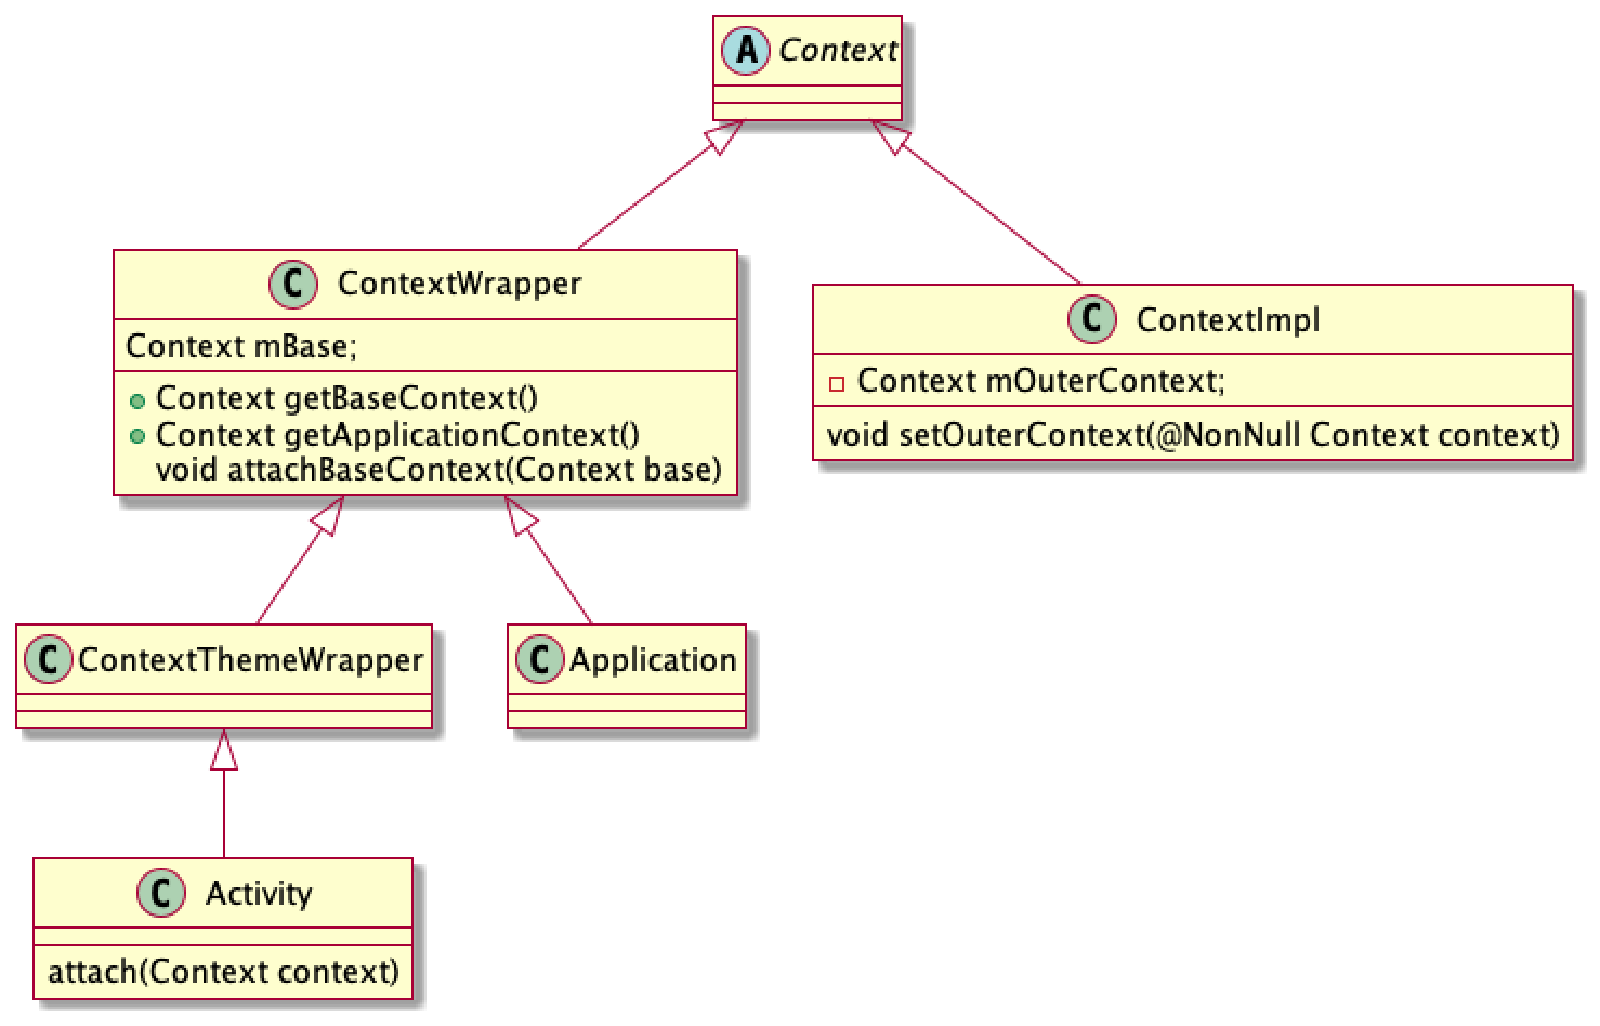 A Context
C ContextWrapper
Context mBase;
Context getBaseContext()
Context getApplicationContext()
void attachBaseContext(Context base)
C ContextImpl
Context mOuterContext;
void setOuterContext(@NonNull Context context)
C ContextThemeWrapper
C Application
C Activity
attach(Context context)